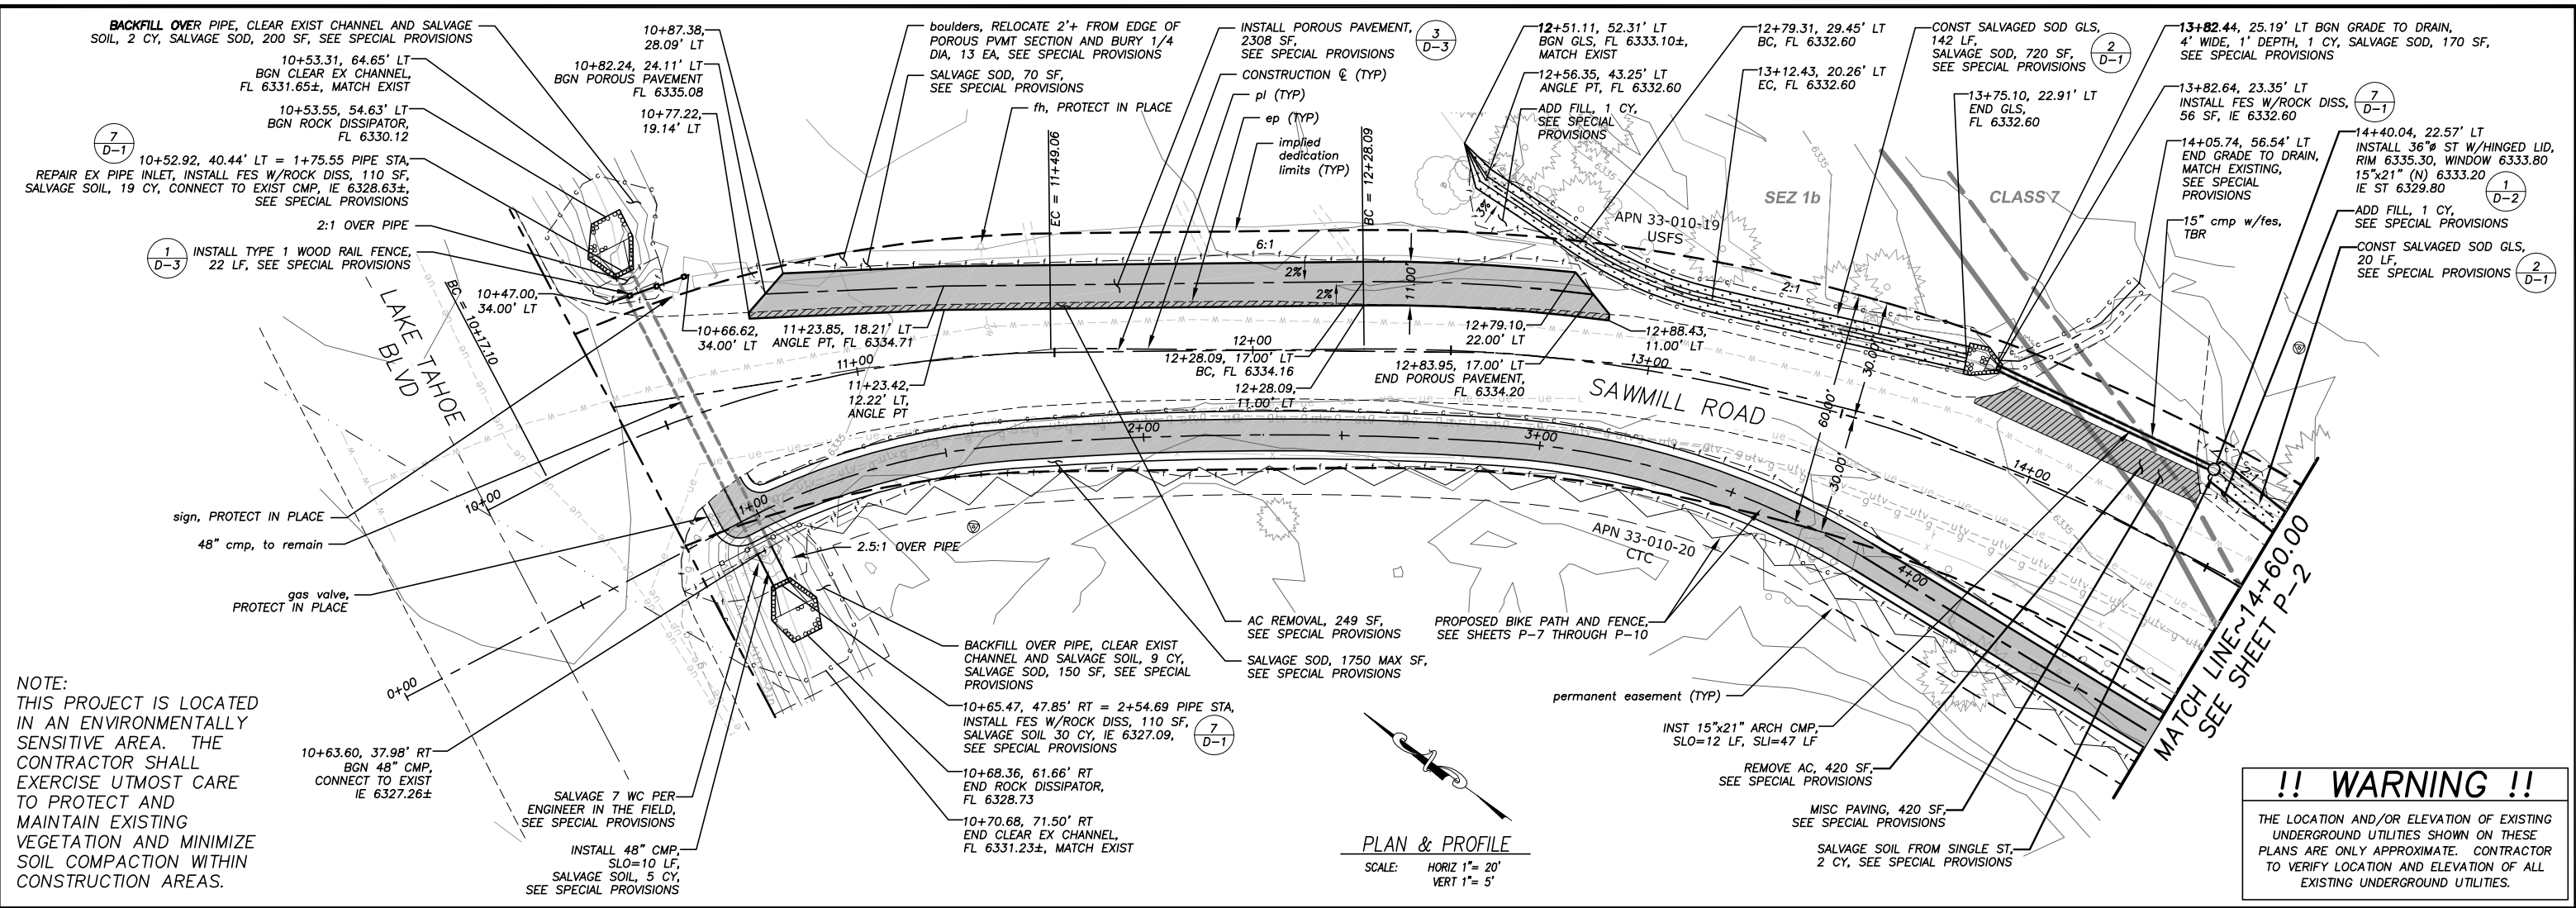 BACKFILL OVER PIPE, CLEAR EXIST CHANNEL AND SALVAGE
SOIL, 2 CY, SALVAGE SOD, 200 SF, SEE SPECIAL PROVISIONS
10+53.31, 64.65' LT
BGN CLEAR EX CHANNEL,
FL 6331.65±, MATCH EXIST
10+53.55, 54.63' LT
BGN ROCK DISSIPATOR,
FL 6330.12
7
D-1
10+52.92, 40.44' LT = 1+75.55 PIPE STA,
REPAIR EX PIPE INLET, INSTALL FES W/ROCK DISS, 110 SF,
SALVAGE SOIL, 19 CY, CONNECT TO EXIST CMP, IE 6328.63±,
SEE SPECIAL PROVISIONS
2:1 OVER PIPE
1
D-3
INSTALL TYPE 1 WOOD RAIL FENCE,
22 LF, SEE SPECIAL PROVISIONS
10+47.00,
34.00' LT
10+87.38,
28.09' LT
10+82.24, 24.11' LT
BGN POROUS PAVEMENT
FL 6335.08
10+77.22,
19.14' LT
boulders, RELOCATE 2'+ FROM EDGE OF
POROUS PVMT SECTION AND BURY 1/4
DIA, 13 EA, SEE SPECIAL PROVISIONS
SALVAGE SOD, 70 SF,
SEE SPECIAL PROVISIONS
fh, PROTECT IN PLACE
EC = 11+49.06
INSTALL POROUS PAVEMENT,
2308 SF,
SEE SPECIAL PROVISIONS
3
D-3
CONSTRUCTION ℄ (TYP)
pl (TYP)
ep (TYP)
implied
dedication
limits (TYP)
BC = 12+28.09
12+51.11, 52.31' LT
BGN GLS, FL 6333.10±,
MATCH EXIST
12+56.35, 43.25' LT
ANGLE PT, FL 6332.60
ADD FILL, 1 CY,
SEE SPECIAL
PROVISIONS
12+79.31, 29.45' LT
BC, FL 6332.60
13+12.43, 20.26' LT
EC, FL 6332.60
CONST SALVAGED SOD GLS,
142 LF,
SALVAGE SOD, 720 SF,
SEE SPECIAL PROVISIONS
2
D-1
13+75.10, 22.91' LT
END GLS,
FL 6332.60
13+82.44, 25.19' LT BGN GRADE TO DRAIN,
4' WIDE, 1' DEPTH, 1 CY, SALVAGE SOD, 170 SF,
SEE SPECIAL PROVISIONS
13+82.64, 23.35' LT
INSTALL FES W/ROCK DISS,
56 SF, IE 6332.60
7
D-1
14+05.74, 56.54' LT
END GRADE TO DRAIN,
MATCH EXISTING,
SEE SPECIAL
PROVISIONS
15" cmp w/fes,
TBR
14+40.04, 22.57' LT
INSTALL 36"ø ST W/HINGED LID,
RIM 6335.30, WINDOW 6333.80
15"x21" (N) 6333.20
IE ST 6329.80
1
D-2
ADD FILL, 1 CY,
SEE SPECIAL PROVISIONS
CONST SALVAGED SOD GLS,
20 LF,
SEE SPECIAL PROVISIONS
2
D-1
SEZ 1b
CLASS 7
APN 33-010-19
USFS
6335
3%
6:1
2%
2%
11.00'
2:1
LAKE TAHOE
BLVD
BC = 10+17.10
10+66.62,
34.00' LT
11+23.85, 18.21' LT
ANGLE PT, FL 6334.71
11+00
11+23.42,
12.22' LT,
ANGLE PT
12+00
12+28.09, 17.00' LT
BC, FL 6334.16
12+28.09,
11.00' LT
12+79.10,
22.00' LT
12+83.95, 17.00' LT
END POROUS PAVEMENT,
FL 6334.20
12+88.43,
11.00' LT
13+00
SAWMILL ROAD
30.00'
60.00'
30.00'
14+00
2:1
6335
6335
2+00
3+00
4+00
1+00
10+00
0+00
sign, PROTECT IN PLACE
48" cmp, to remain
gas valve,
PROTECT IN PLACE
2.5:1 OVER PIPE
APN 33-010-20
CTC
NOTE:
THIS PROJECT IS LOCATED
IN AN ENVIRONMENTALLY
SENSITIVE AREA. THE
CONTRACTOR SHALL
EXERCISE UTMOST CARE
TO PROTECT AND
MAINTAIN EXISTING
VEGETATION AND MINIMIZE
SOIL COMPACTION WITHIN
CONSTRUCTION AREAS.
10+63.60, 37.98' RT
BGN 48" CMP,
CONNECT TO EXIST
IE 6327.26±
SALVAGE 7 WC PER
ENGINEER IN THE FIELD,
SEE SPECIAL PROVISIONS
INSTALL 48" CMP,
SLO=10 LF,
SALVAGE SOIL, 5 CY,
SEE SPECIAL PROVISIONS
BACKFILL OVER PIPE, CLEAR EXIST
CHANNEL AND SALVAGE SOIL, 9 CY,
SALVAGE SOD, 150 SF, SEE SPECIAL
PROVISIONS
10+65.47, 47.85' RT = 2+54.69 PIPE STA,
INSTALL FES W/ROCK DISS, 110 SF,
SALVAGE SOIL 30 CY, IE 6327.09,
SEE SPECIAL PROVISIONS
7
D-1
10+68.36, 61.66' RT
END ROCK DISSIPATOR,
FL 6328.73
10+70.68, 71.50' RT
END CLEAR EX CHANNEL,
FL 6331.23±, MATCH EXIST
AC REMOVAL, 249 SF,
SEE SPECIAL PROVISIONS
SALVAGE SOD, 1750 MAX SF,
SEE SPECIAL PROVISIONS
PROPOSED BIKE PATH AND FENCE,
SEE SHEETS P-7 THROUGH P-10
permanent easement (TYP)
INST 15"x21" ARCH CMP,
SLO=12 LF, SLI=47 LF
REMOVE AC, 420 SF,
SEE SPECIAL PROVISIONS
MISC PAVING, 420 SF,
SEE SPECIAL PROVISIONS
SALVAGE SOIL FROM SINGLE ST,
2 CY, SEE SPECIAL PROVISIONS
MATCH LINE~14+60.00
SEE SHEET P-2
PLAN & PROFILE
SCALE: HORIZ 1"= 20'
VERT 1"= 5'
!! WARNING !!
THE LOCATION AND/OR ELEVATION OF EXISTING
UNDERGROUND UTILITIES SHOWN ON THESE
PLANS ARE ONLY APPROXIMATE. CONTRACTOR
TO VERIFY LOCATION AND ELEVATION OF ALL
EXISTING UNDERGROUND UTILITIES.